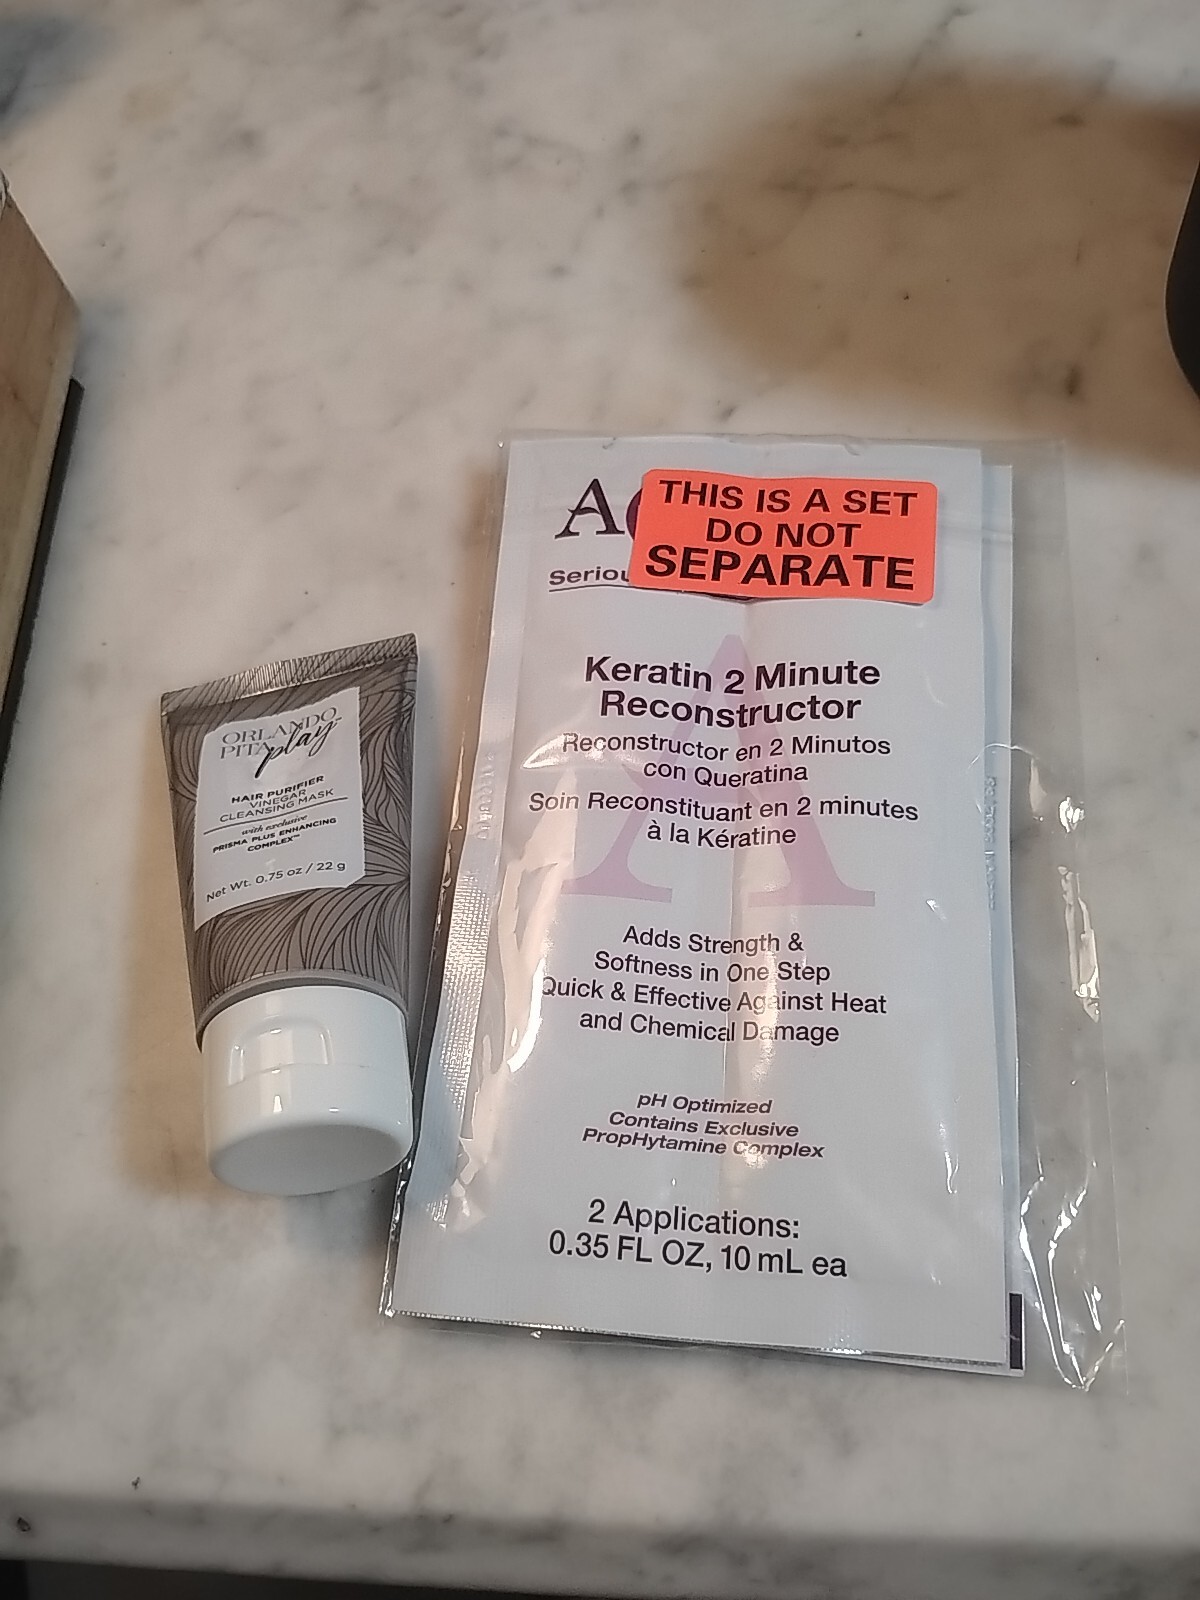 ORLANDO
PITA play
HAIR PURIFIER
VINEGAR
CLEANSING MASK
with exclusive
PRISMA PLUS ENHANCING
COMPLEX™
Net Wt. 0.75 oz / 22 g
THIS IS A SET
DO NOT
SEPARATE
Keratin 2 Minute
Reconstructor
Reconstructor en 2 Minutos
con Queratina
Soin Reconstituant en 2 minutes
à la Kératine
Adds Strength &
Softness in One Step
Quick & Effective Against Heat
and Chemical Damage
pH Optimized
Contains Exclusive
PropHytamine Complex
2 Applications:
0.35 FL OZ, 10 mL ea